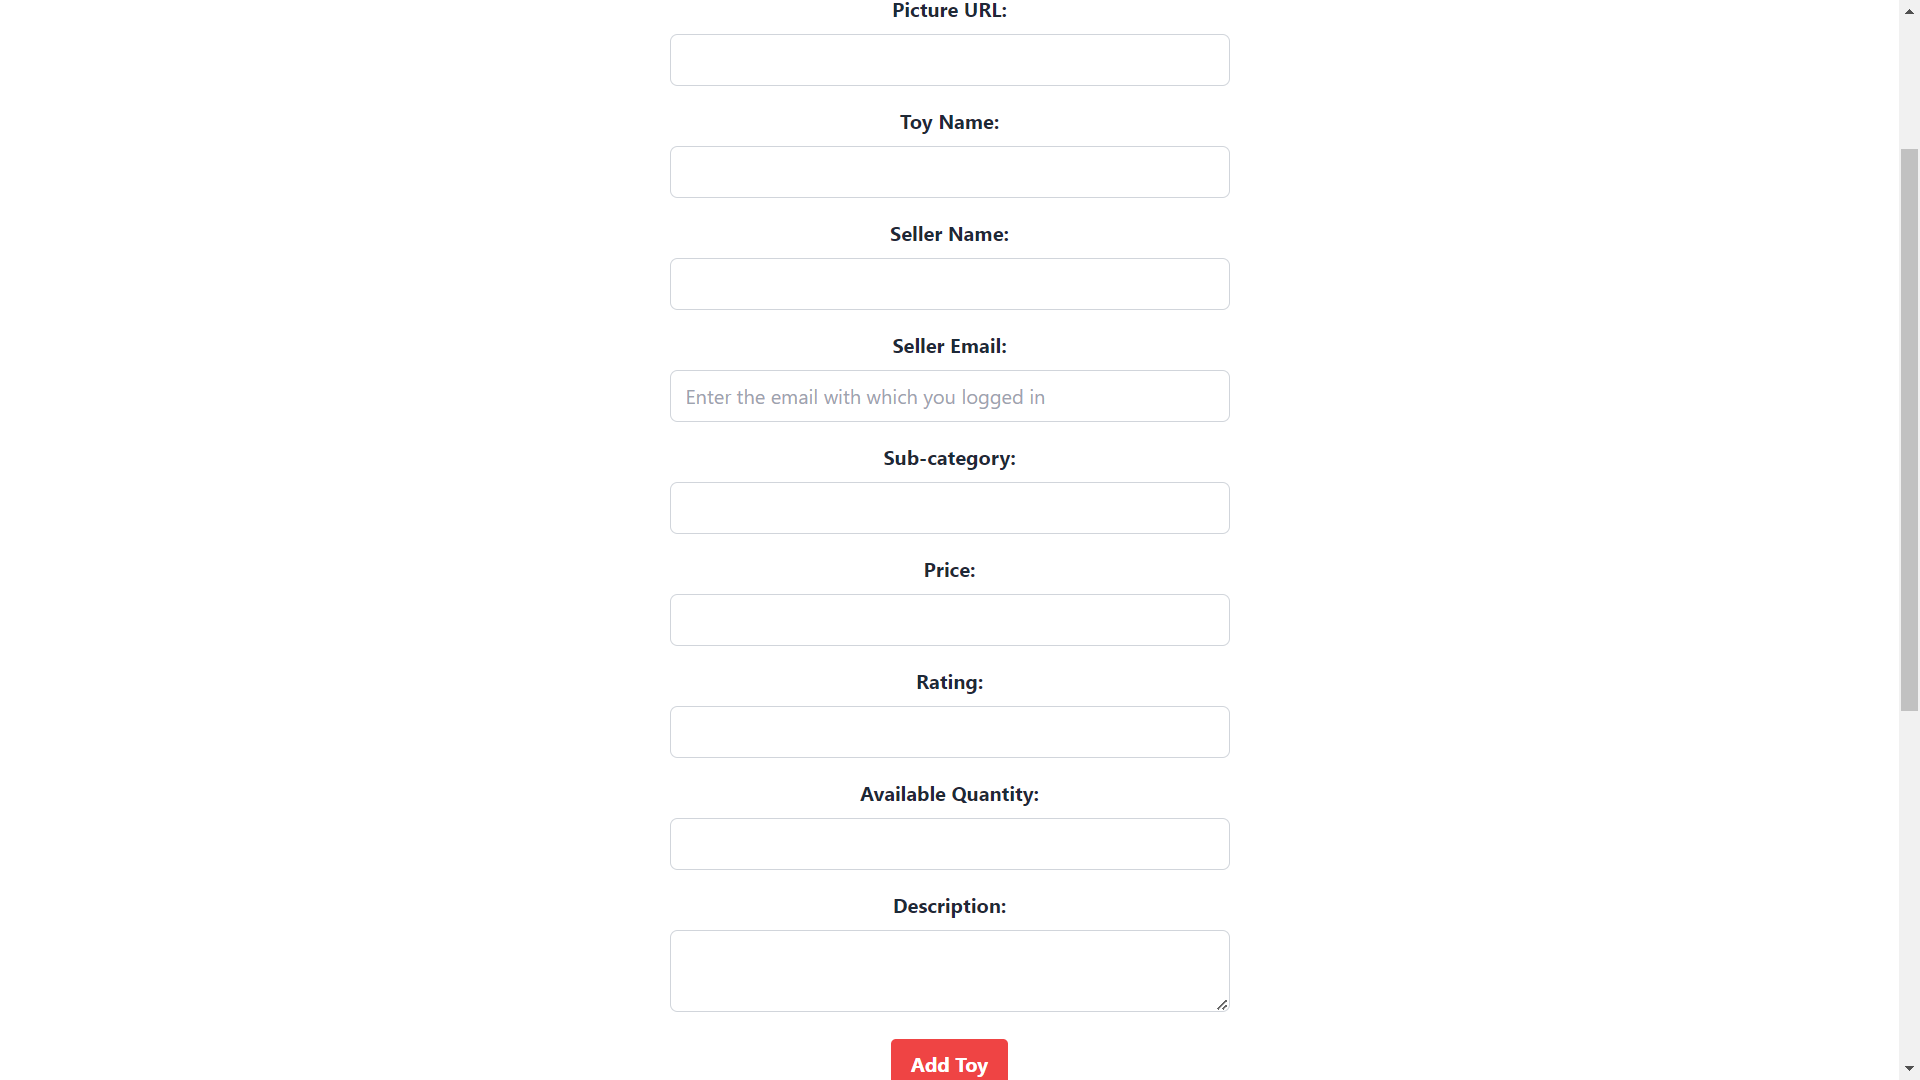 Picture URL:
Toy Name:
Seller Name:
Seller Email:
Enter the email with which you logged in
Sub-category:
Price:
Rating:
Available Quantity:
Description:
Add Toy